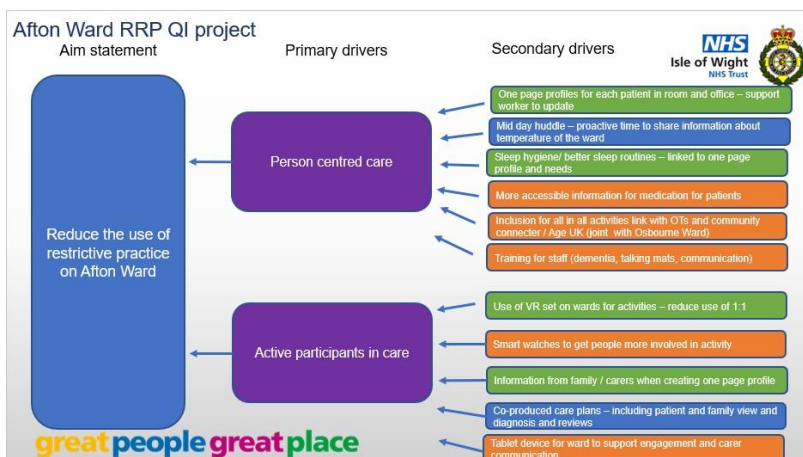 Afton Ward RRP QI project
Aim statement
Primary drivers
Secondary drivers
NHS
Isle of Wight
NHS Trust
Reduce the use of
restrictive practice
on Afton Ward
Person centred care
Active participants in care
One page profiles for each patient in room and office – support
worker to update
Mid day huddle – proactive time to share information about
temperature of the ward
Sleep hygiene/ better sleep routines – linked to one page
profile and needs
More accessible information for medication for patients
Inclusion for all in all activities link with OTs and community
connecter / Age UK (joint with Osbourne Ward)
Training for staff (dementia, talking mats, communication)
Use of VR set on wards for activities – reduce use of 1:1
Smart watches to get people more involved in activity
Information from family / carers when creating one page profile
Co-produced care plans – including patient and family view and
diagnosis and reviews
Tablet device for ward to support engagement and carer
communication
great people great place